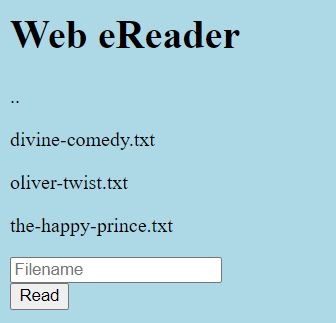 Web eReader
..
divine-comedy.txt
oliver-twist.txt
the-happy-prince.txt
Filename
Read